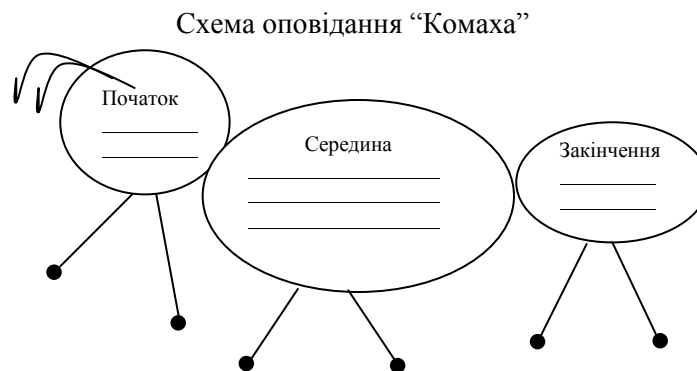 Схема оповідання “Комаха”
Початок
Середина
Закінчення